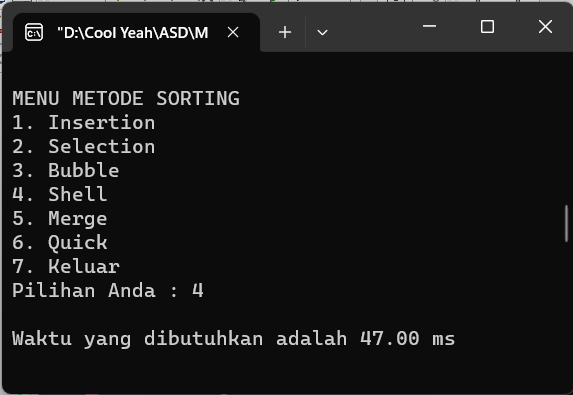 "D:\Cool Yeah\ASD\M
MENU METODE SORTING
1. Insertion
2. Selection
3. Bubble
4. Shell
5. Merge
6. Quick
7. Keluar
Pilihan Anda : 4
Waktu yang dibutuhkan adalah 47.00 ms